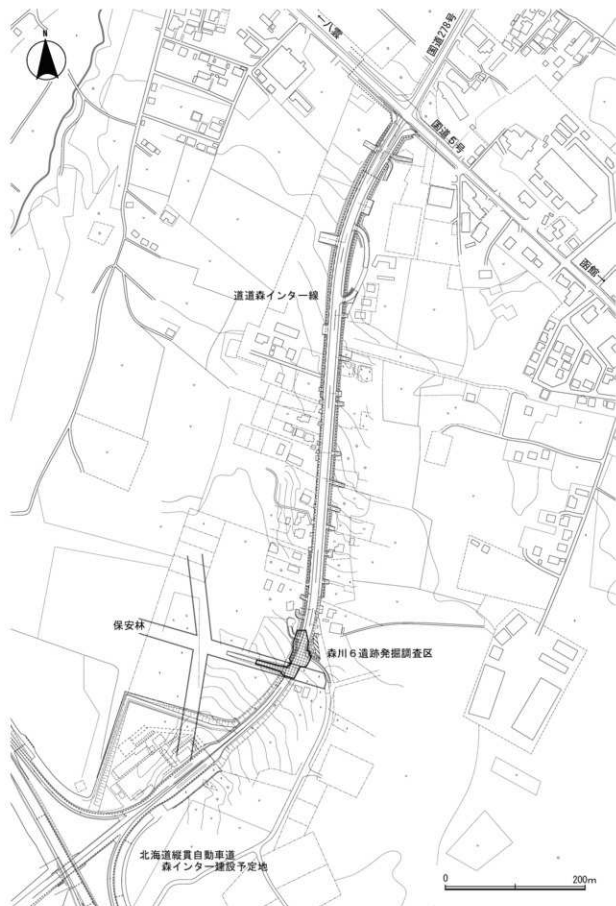 N
←八雲
国道278号
国道5号
函館→
道道森インター線
保安林
森川6遺跡発掘調査区
北海道縦貫自動車道
森インター建設予定地
0 200m